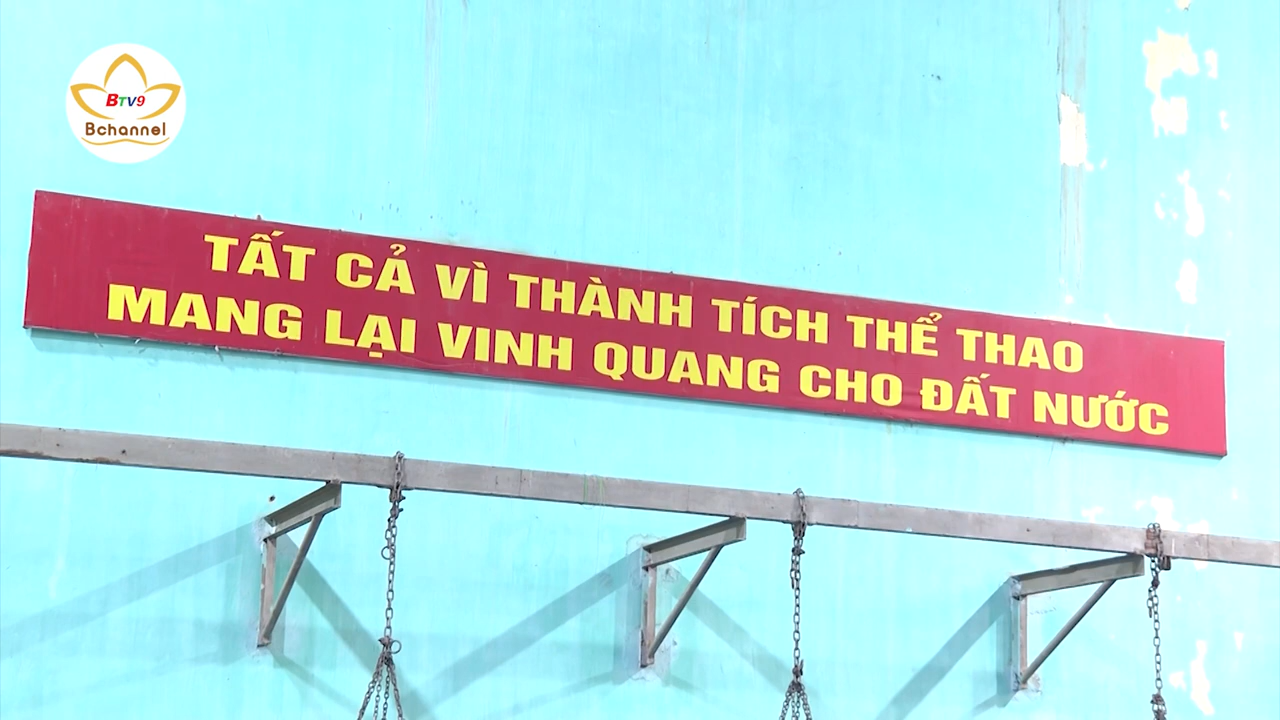 BTV9
Bchannel
TẤT CẢ VÌ THÀNH TÍCH THỂ THAO
MANG LẠI VINH QUANG CHO ĐẤT NƯỚC